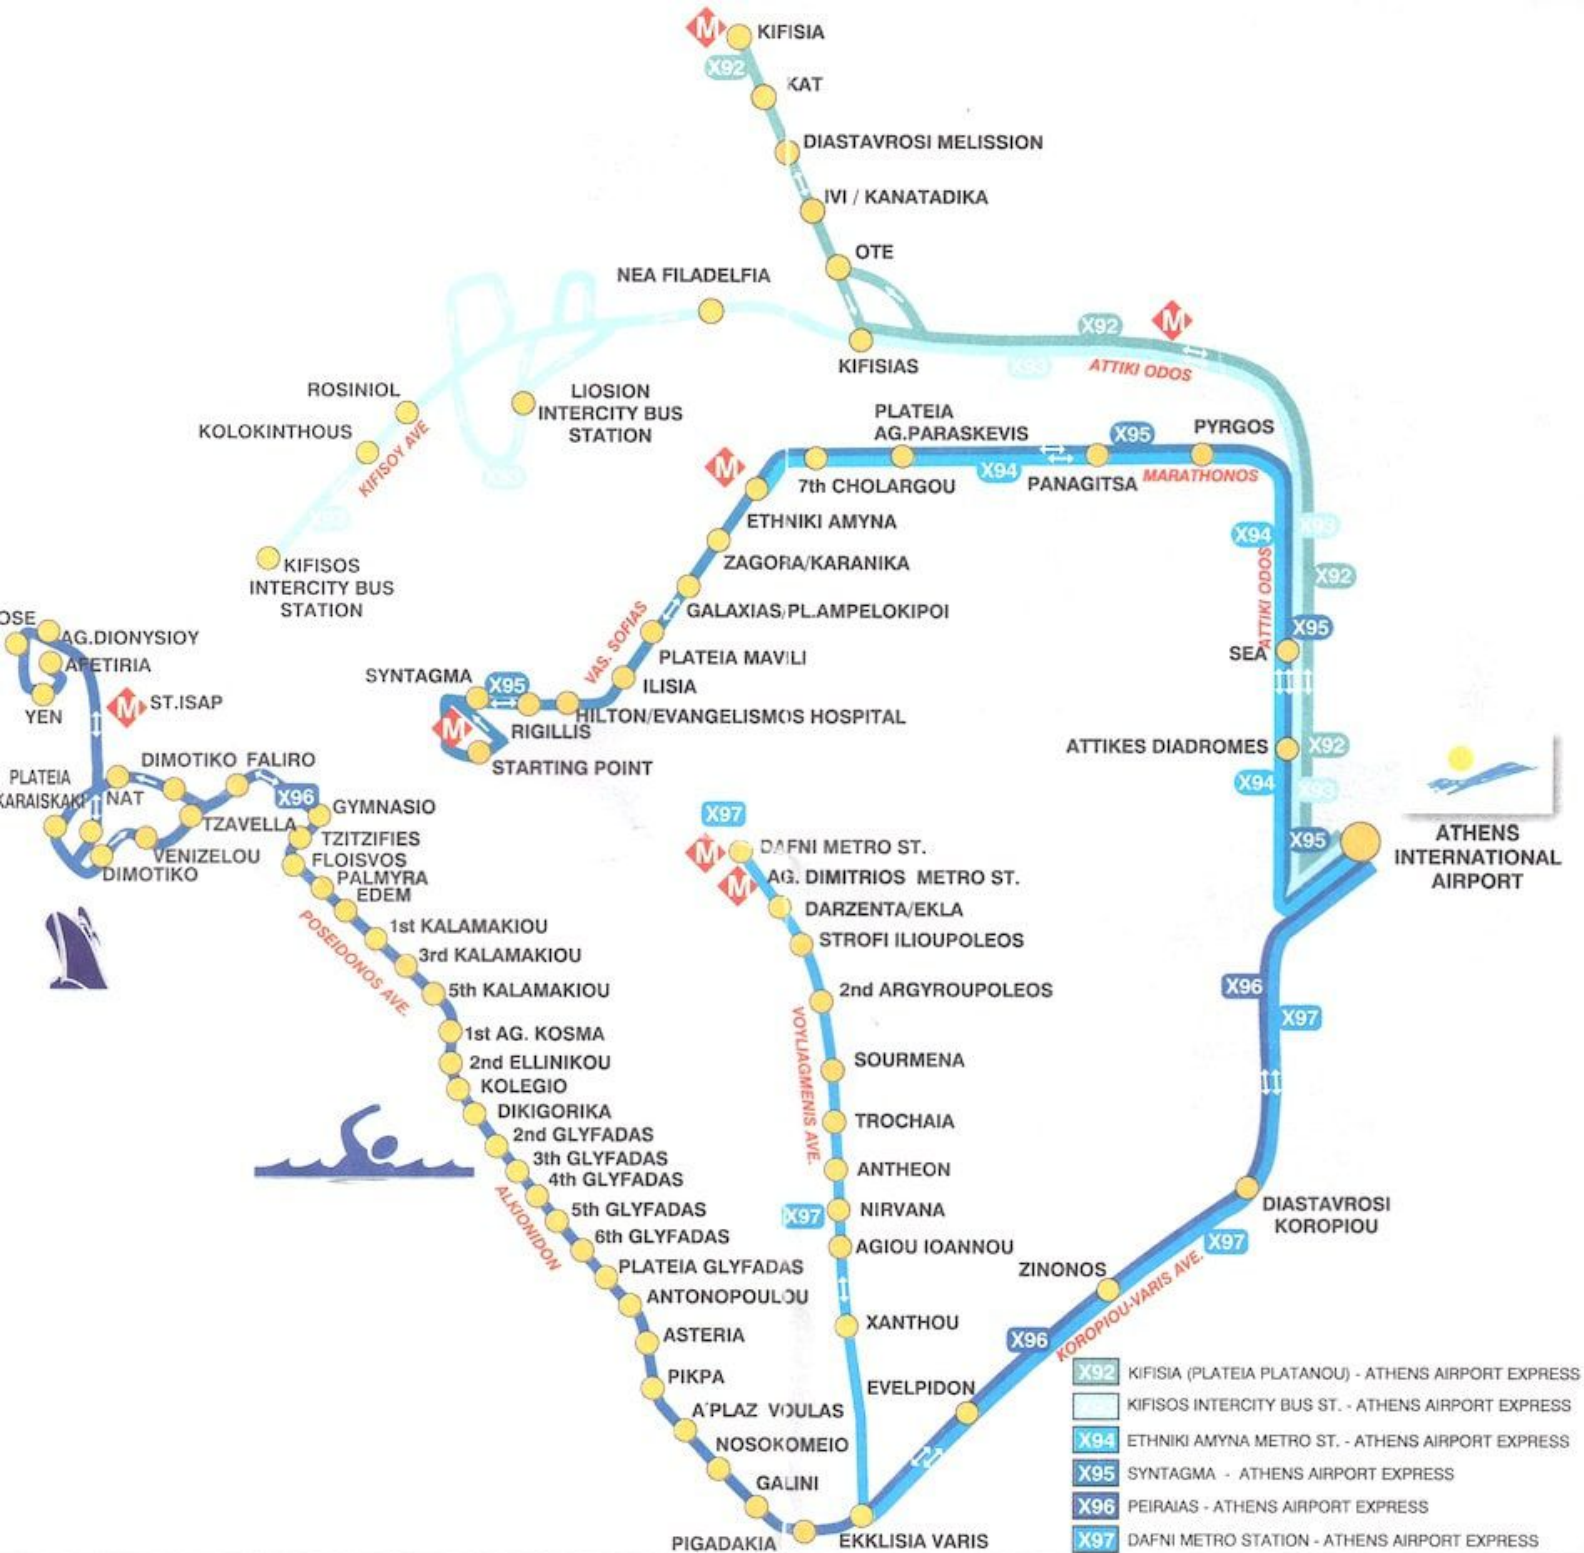 M
KIFISIA
X92
KAT
DIASTAVROSI MELISSION
IVI / KANATADIKA
OTE
NEA FILADELFIA
M
X92
KIFISIAS
X93
ATTIKI ODOS
ROSINIOL
LIOSION
INTERCITY BUS
STATION
KOLOKINTHOUS
KIFISOY AVE
X93
X93
KIFISOS
INTERCITY BUS
STATION
PLATEIA
AG.PARASKEVIS
X95
PYRGOS
M
7th CHOLARGOU
X94
PANAGITSA
MARATHONOS
ETHNIKI AMYNA
ZAGORA/KARANIKA
GALAXIAS/PL.AMPELOKIPOI
PLATEIA MAVILI
ILISIA
VAS. SOFIAS
SYNTAGMA
X95
HILTON/EVANGELISMOS HOSPITAL
M
RIGILLIS
STARTING POINT
X94
X93
X92
ATTIKI ODOS
X95
SEA
ATTIKES DIADROMES
X92
X94
X93
X95
ATHENS
INTERNATIONAL
AIRPORT
OSE
AG.DIONYSIOY
AFETIRIA
YEN
M
ST.ISAP
DIMOTIKO FALIRO
PLATEIA
KARAISKAKI
NAT
X96
GYMNASIO
TZAVELLA
TZITZIFIES
VENIZELOU
FLOISVOS
DIMOTIKO
PALMYRA
EDEM
POSEIDONOS AVE.
1st KALAMAKIOU
3rd KALAMAKIOU
5th KALAMAKIOU
1st AG. KOSMA
2nd ELLINIKOU
KOLEGIO
DIKIGORIKA
2nd GLYFADAS
3th GLYFADAS
4th GLYFADAS
5th GLYFADAS
6th GLYFADAS
ALKIONIDON
PLATEIA GLYFADAS
ANTONOPOULOU
ASTERIA
PIKPA
A'PLAZ VOULAS
NOSOKOMEIO
GALINI
PIGADAKIA
EKKLISIA VARIS
X97
M
DAFNI METRO ST.
M
AG. DIMITRIOS METRO ST.
DARZENTA/EKLA
STROFI ILIOUPOLEOS
2nd ARGYROUPOLEOS
VOYLIAGMENIS AVE.
SOURMENA
TROCHAIA
ANTHEON
X97
NIRVANA
AGIOU IOANNOU
XANTHOU
EVELPIDON
X96
X97
DIASTAVROSI
KOROPIOU
X97
ZINONOS
KOROPIOU-VARIS AVE.
X96
X92 KIFISIA (PLATEIA PLATANOU) - ATHENS AIRPORT EXPRESS
KIFISOS INTERCITY BUS ST. - ATHENS AIRPORT EXPRESS
X94 ETHNIKI AMYNA METRO ST. - ATHENS AIRPORT EXPRESS
X95 SYNTAGMA - ATHENS AIRPORT EXPRESS
X96 PEIRAIAS - ATHENS AIRPORT EXPRESS
X97 DAFNI METRO STATION - ATHENS AIRPORT EXPRESS